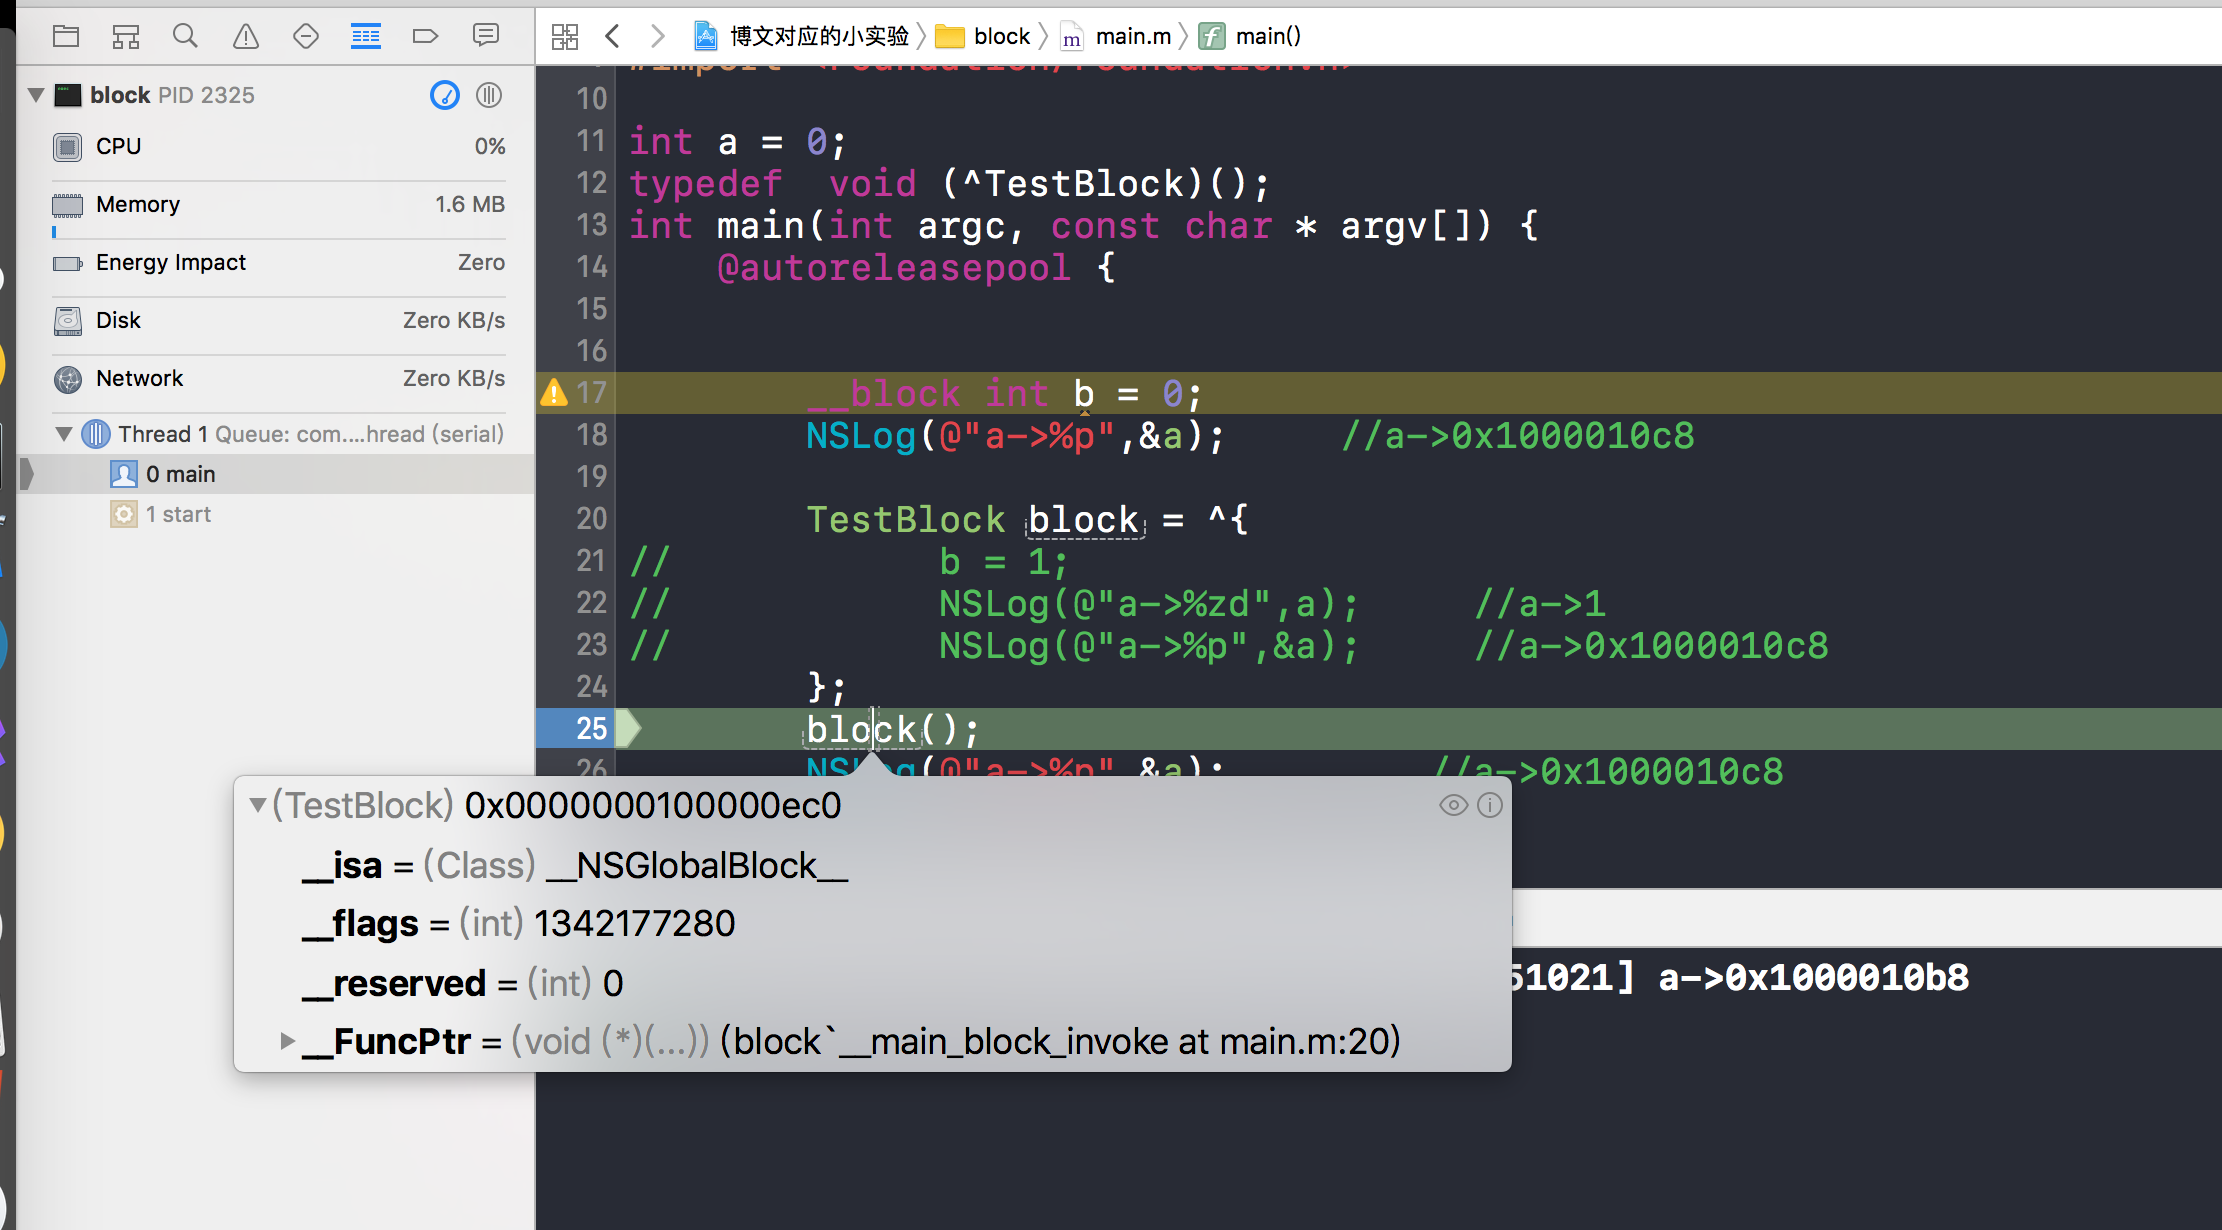 博文对应的小实验 block main.m main()
block PID 2325
CPU 0%
Memory 1.6 MB
Energy Impact Zero
Disk Zero KB/s
Network Zero KB/s
Thread 1 Queue: com....hread (serial)
0 main
1 start
#import <Foundation/Foundation.h>
10
11 int a = 0;
12 typedef  void (^TestBlock)();
13 int main(int argc, const char * argv[]) {
14     @autoreleasepool {
15
16
17         __block int b = 0;
18         NSLog(@"a->%p",&a);     //a->0x1000010c8
19
20         TestBlock block = ^{
21 //            b = 1;
22 //            NSLog(@"a->%zd",a);     //a->1
23 //            NSLog(@"a->%p",&a);     //a->0x1000010c8
24         };
25         block();
26         NSLog(@"a->%p",&a);         //a->0x1000010c8
(TestBlock) 0x0000000100000ec0
__isa = (Class) __NSGlobalBlock__
__flags = (int) 1342177280
__reserved = (int) 0
__FuncPtr = (void (*)(...)) (block`__main_block_invoke at main.m:20)
51021] a->0x1000010b8